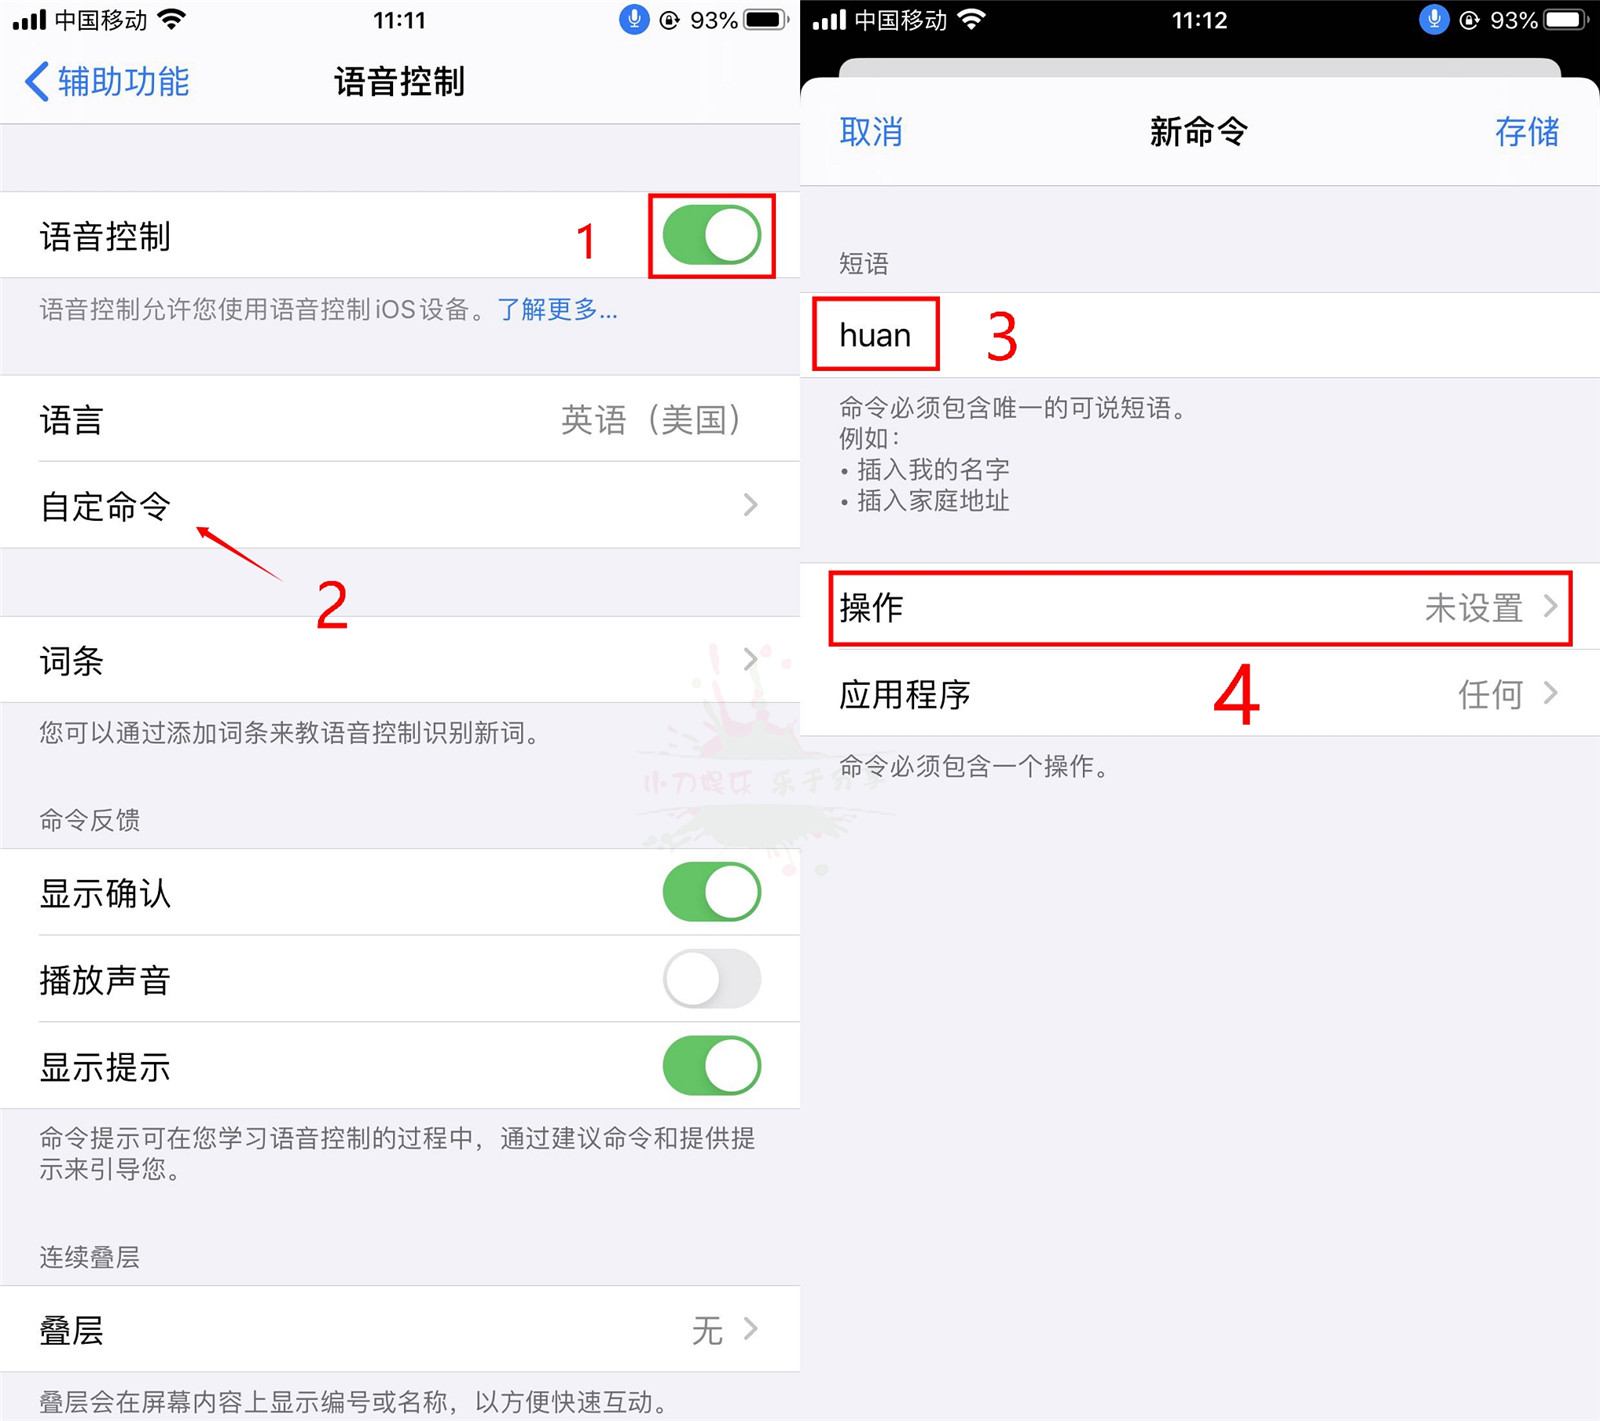 中国移动
11:11
93%
辅助功能
语音控制
语音控制
1
语音控制允许您使用语音控制iOS设备。了解更多...
语言
英语（美国）
自定命令
2
词条
您可以通过添加词条来教语音控制识别新词。
命令反馈
显示确认
播放声音
显示提示
命令提示可在您学习语音控制的过程中，通过建议命令和提供提
示来引导您。
连续叠层
叠层
无
叠层会在屏幕内容上显示编号或名称，以方便快速互动。
中国移动
11:12
93%
取消
新命令
存储
短语
huan
3
命令必须包含唯一的可说短语。
例如：
• 插入我的名字
• 插入家庭地址
操作
未设置
4
应用程序
任何
命令必须包含一个操作。
小刀娱乐 乐于分享